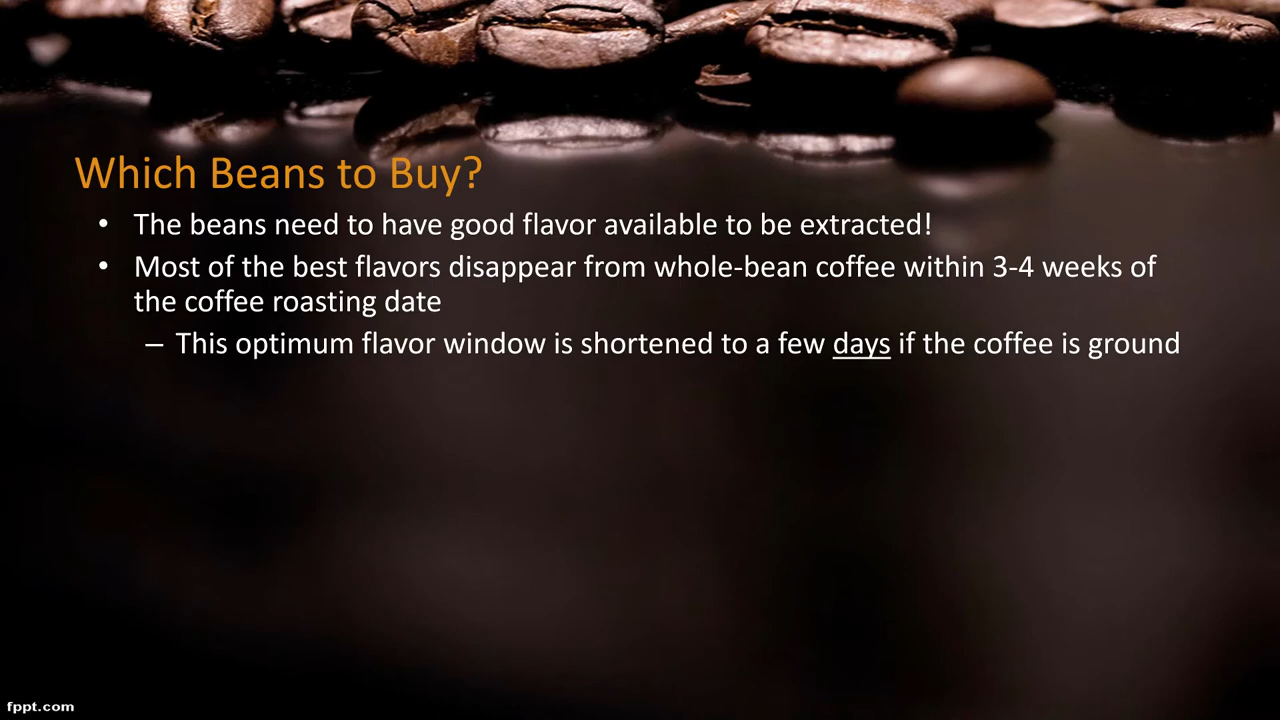 Which Beans to Buy?
• The beans need to have good flavor available to be extracted!
• Most of the best flavors disappear from whole-bean coffee within 3-4 weeks of
the coffee roasting date
– This optimum flavor window is shortened to a few days if the coffee is ground
fppt.com